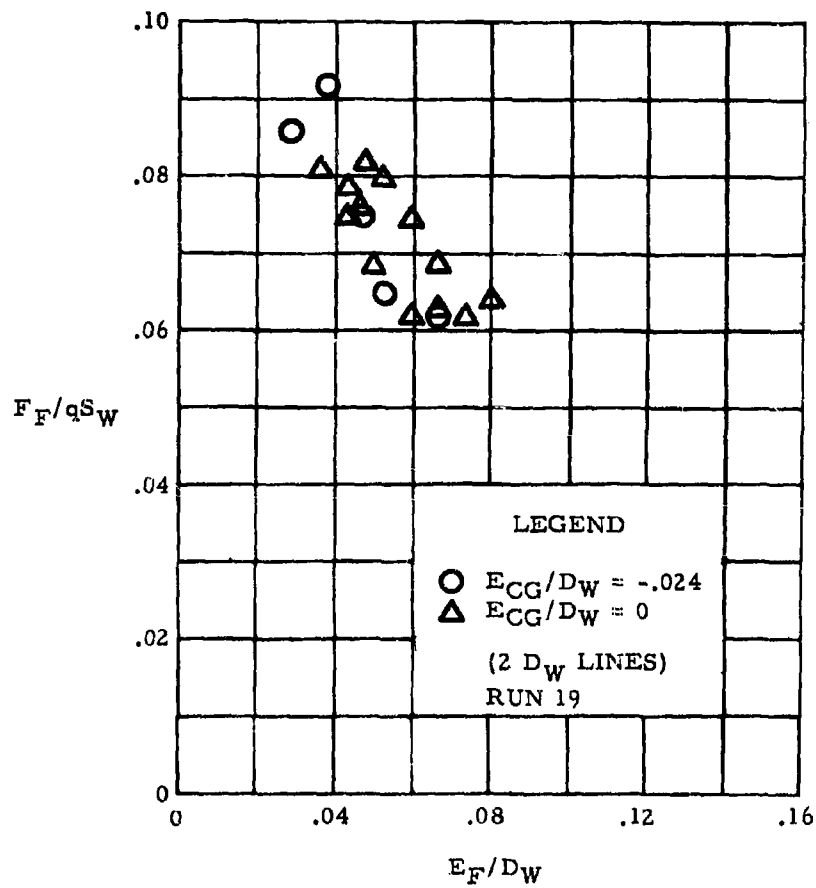 .10
.08
.06
F_F/qS_W
.04
.02
0
LEGEND
E_CG/D_W = -.024
E_CG/D_W = 0
(2 D_W LINES)
RUN 19
0 .04 .08 .12 .16
E_F/D_W